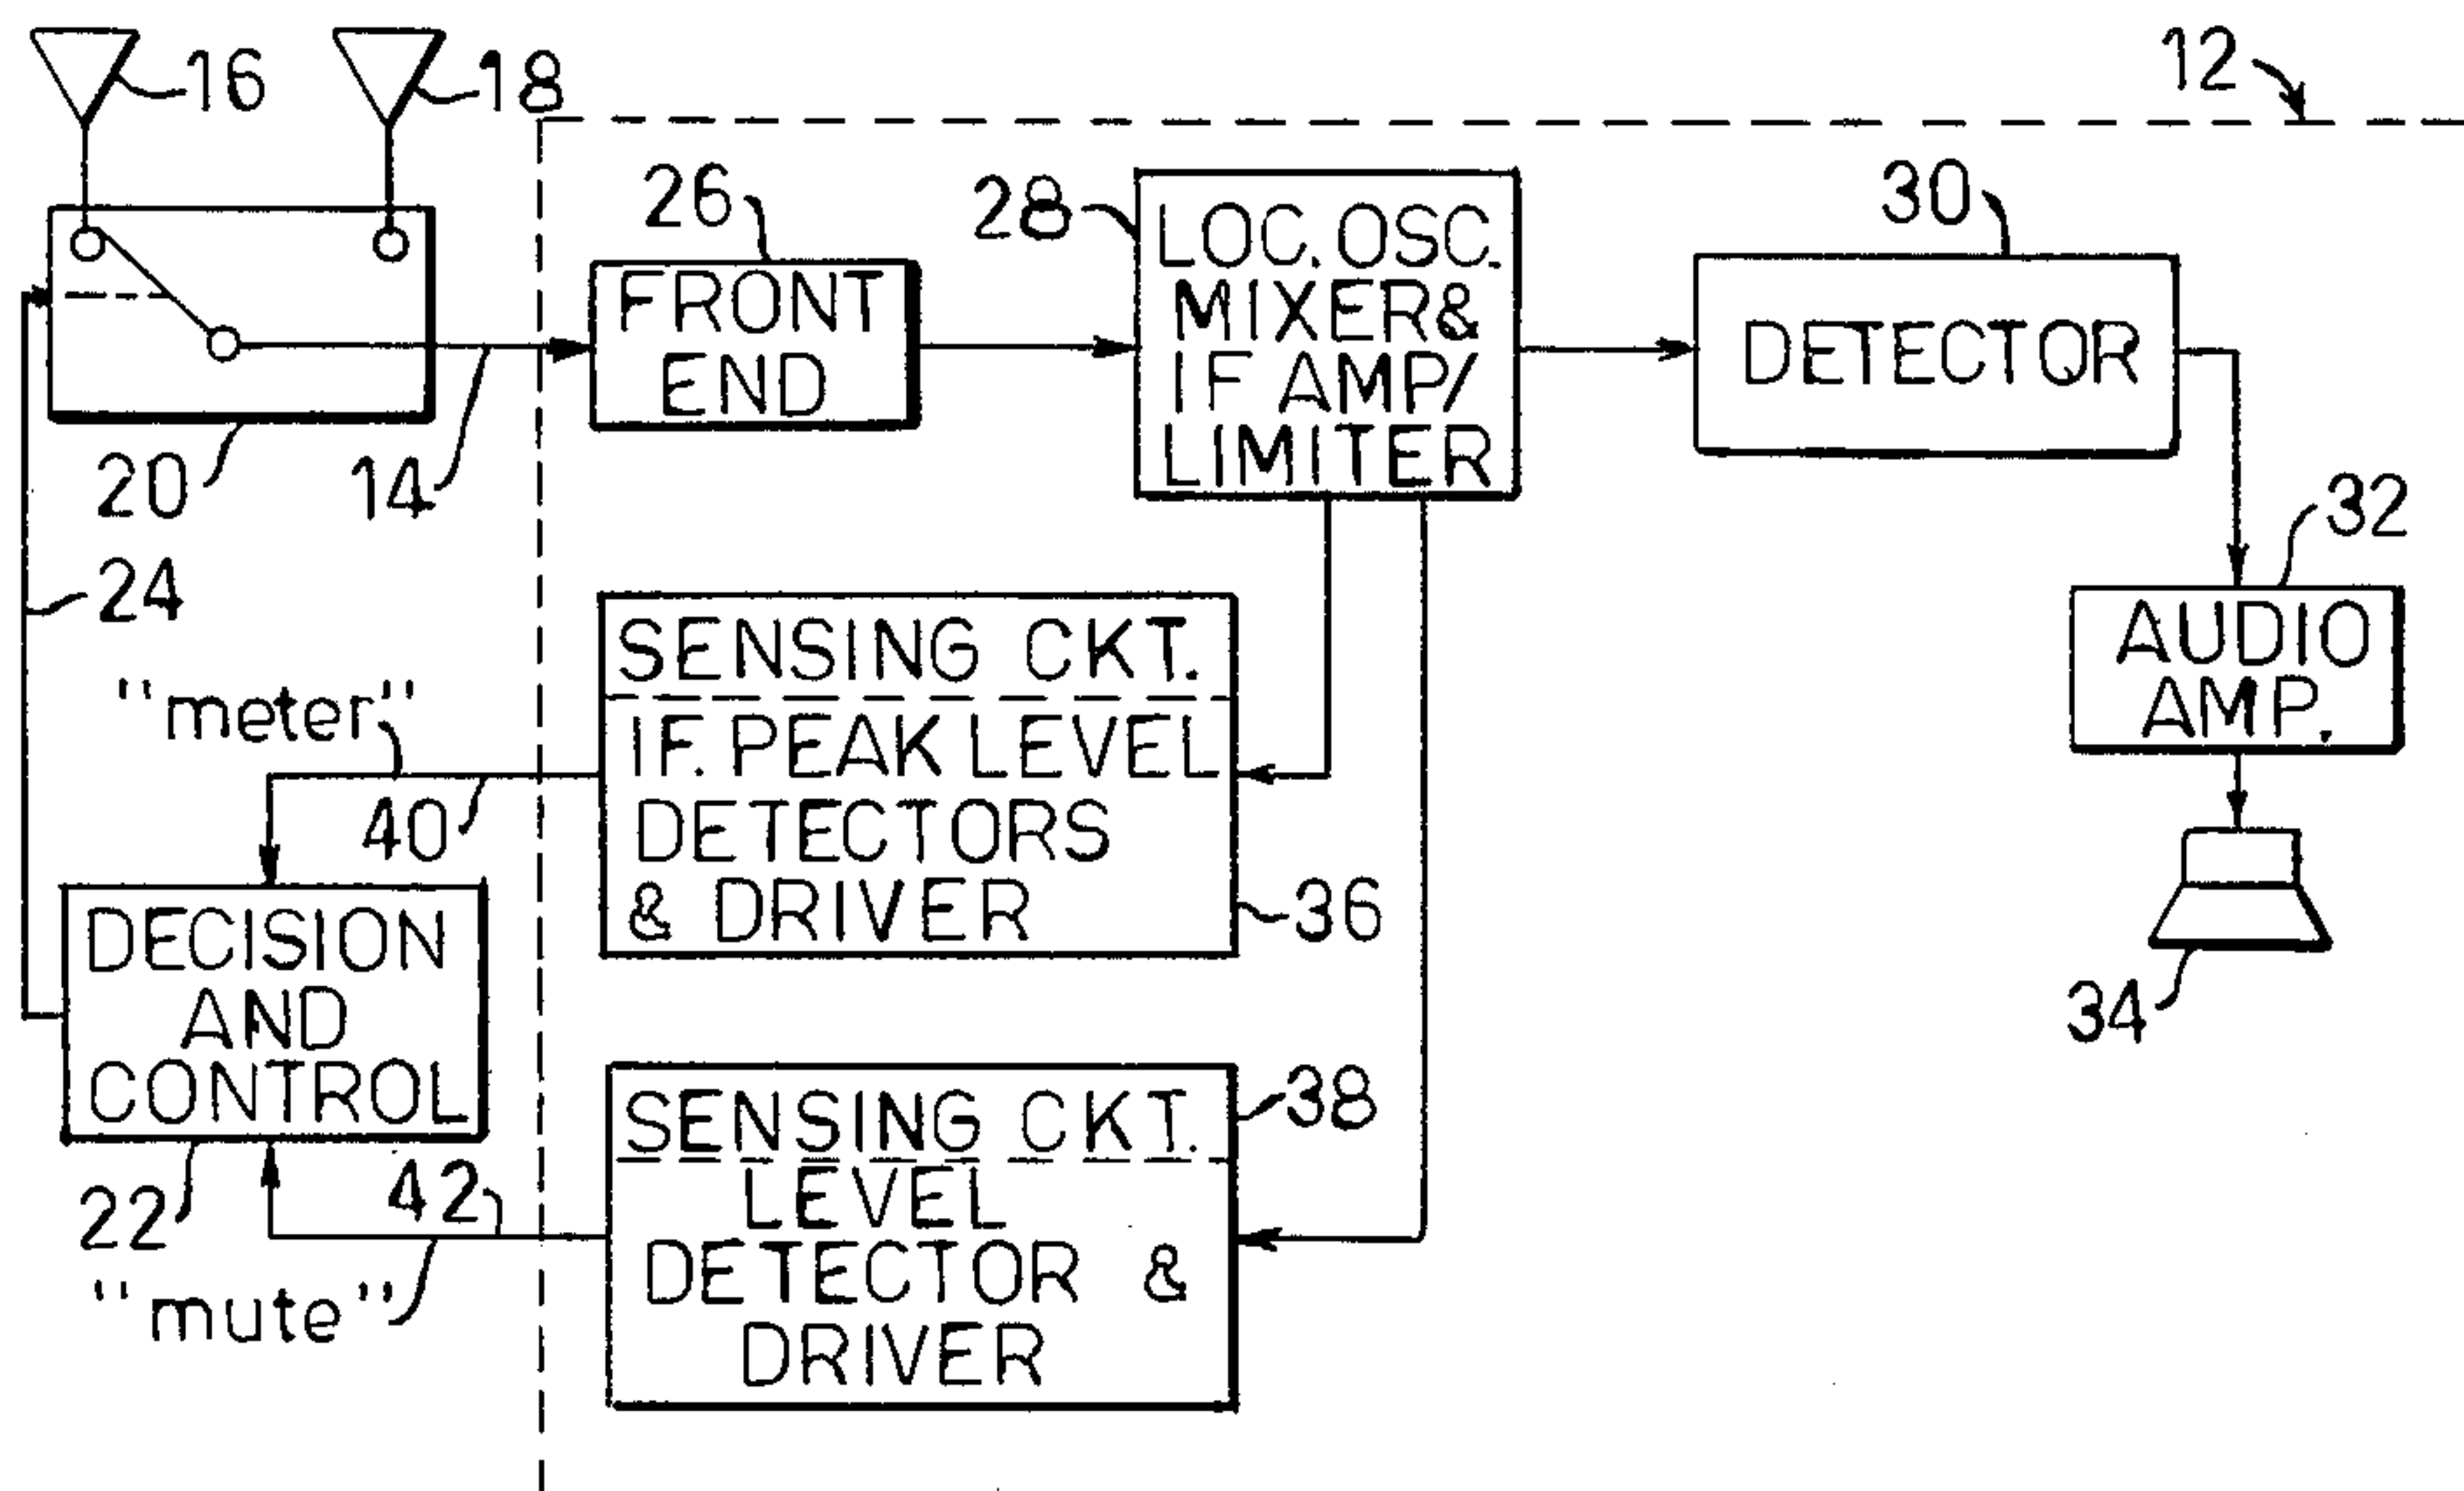 16
18
12
26
28
30
FRONT
END
LOC. OSC.
MIXER &
IF AMP/
LIMITER
DETECTOR
20
14
32
24
AUDIO
AMP.
SENSING CKT.
IF. PEAK LEVEL
DETECTORS
& DRIVER
"meter"
40
36
34
DECISION
AND
CONTROL
SENSING CKT.
LEVEL
DETECTOR &
DRIVER
38
22
42
"mute"